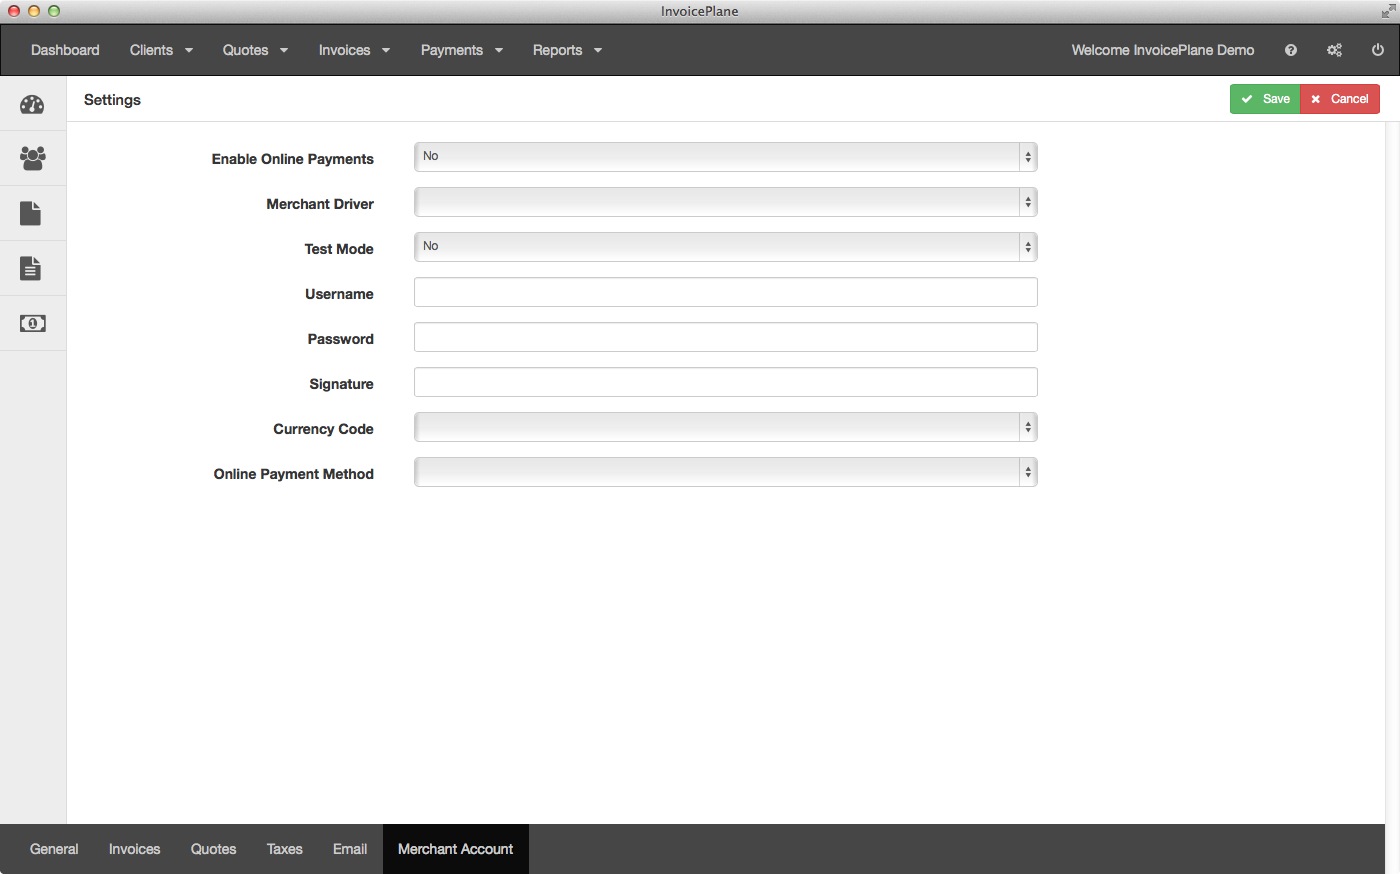 InvoicePlane
Dashboard Clients Quotes Invoices Payments Reports Welcome InvoicePlane Demo
Settings Save Cancel
Enable Online Payments No
Merchant Driver
Test Mode No
Username
Password
Signature
Currency Code
Online Payment Method
General Invoices Quotes Taxes Email Merchant Account